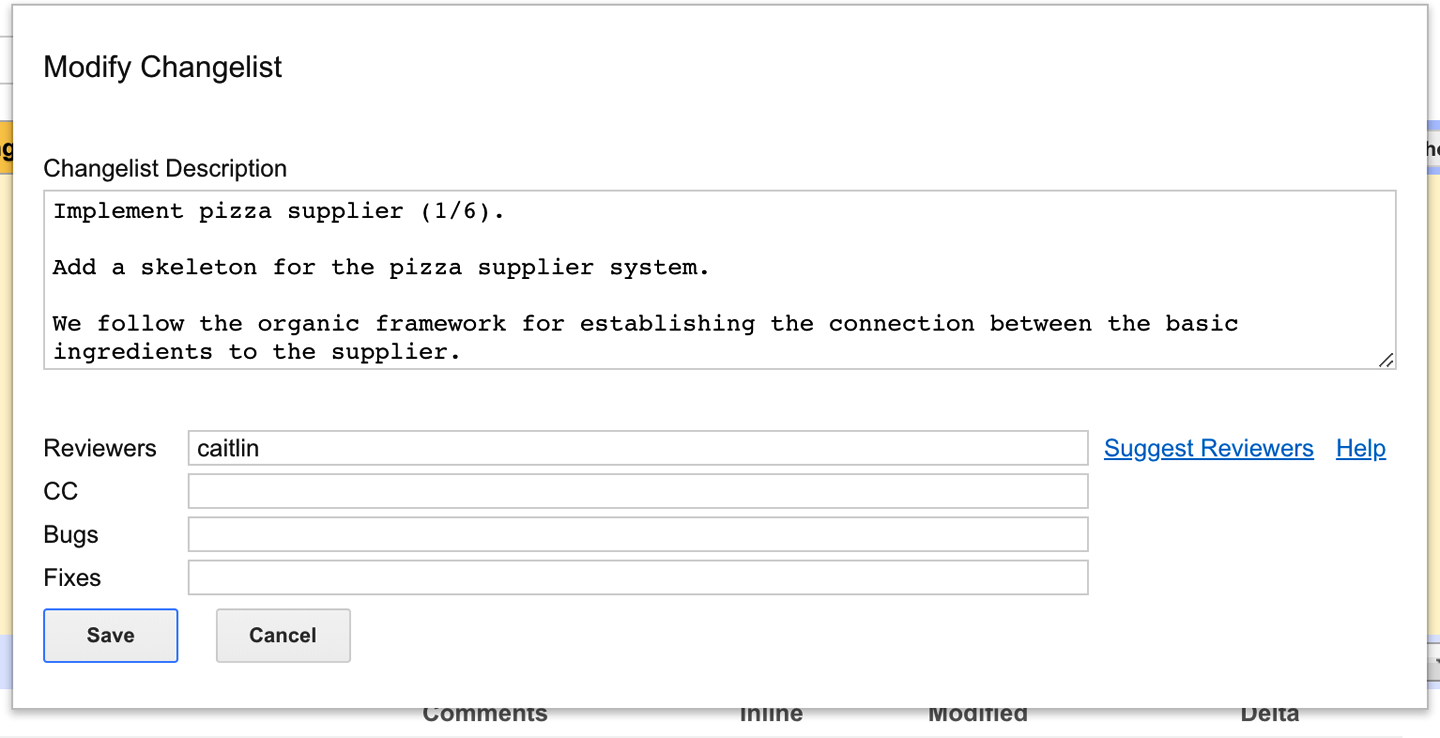 Modify Changelist
Changelist Description
Implement pizza supplier (1/6).
Add a skeleton for the pizza supplier system.
We follow the organic framework for establishing the connection between the basic
ingredients to the supplier.
Reviewers caitlin Suggest Reviewers Help
CC
Bugs
Fixes
Save Cancel
Comments Inline Modified Delta